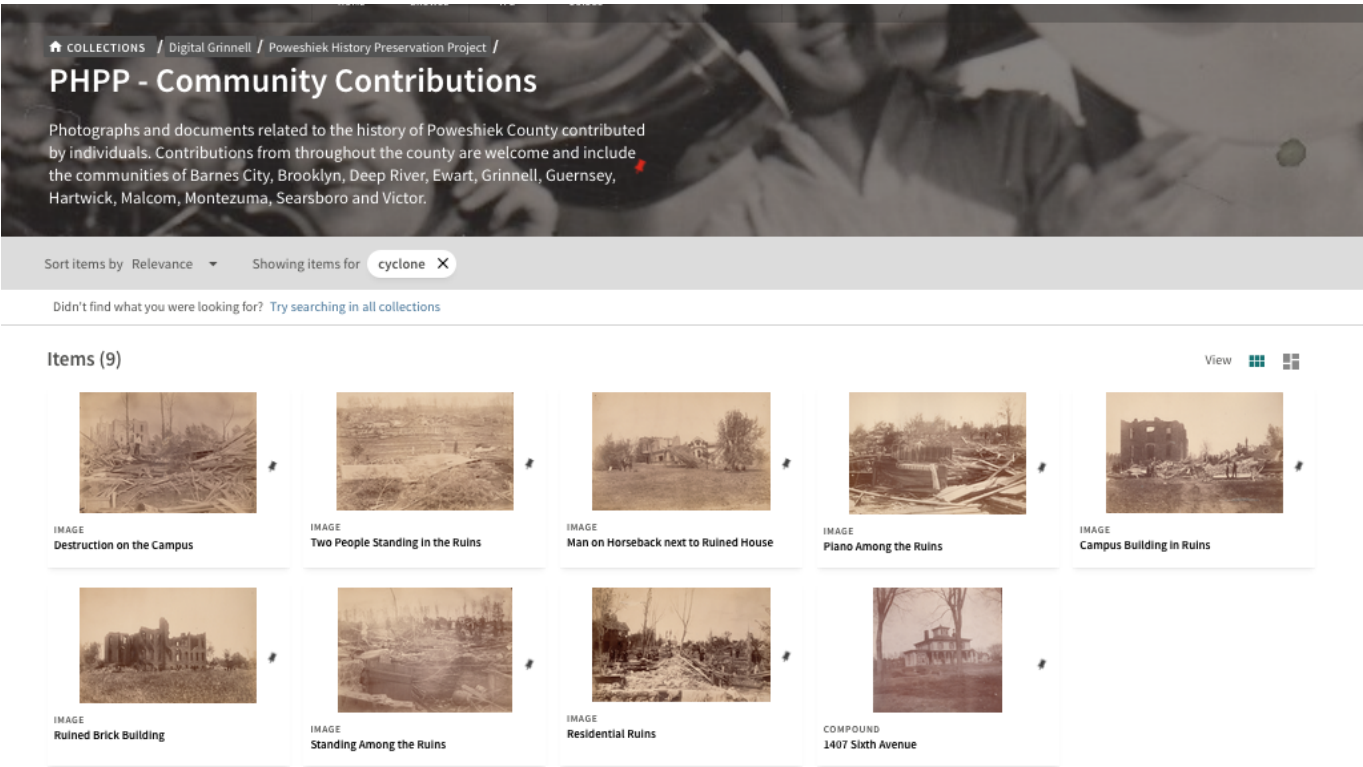 COLLECTIONS / Digital Grinnell / Poweshiek History Preservation Project /
PHPP - Community Contributions
Photographs and documents related to the history of Poweshiek County contributed
by individuals. Contributions from throughout the county are welcome and include
the communities of Barnes City, Brooklyn, Deep River, Ewart, Grinnell, Guernsey,
Hartwick, Malcom, Montezuma, Searsboro and Victor.
Sort items by Relevance Showing items for cyclone X
Didn't find what you were looking for? Try searching in all collections
Items (9)
View
IMAGE
Destruction on the Campus
IMAGE
Two People Standing in the Ruins
IMAGE
Man on Horseback next to Ruined House
IMAGE
Piano Among the Ruins
IMAGE
Campus Building in Ruins
IMAGE
Ruined Brick Building
IMAGE
Standing Among the Ruins
IMAGE
Residential Ruins
COMPOUND
1407 Sixth Avenue